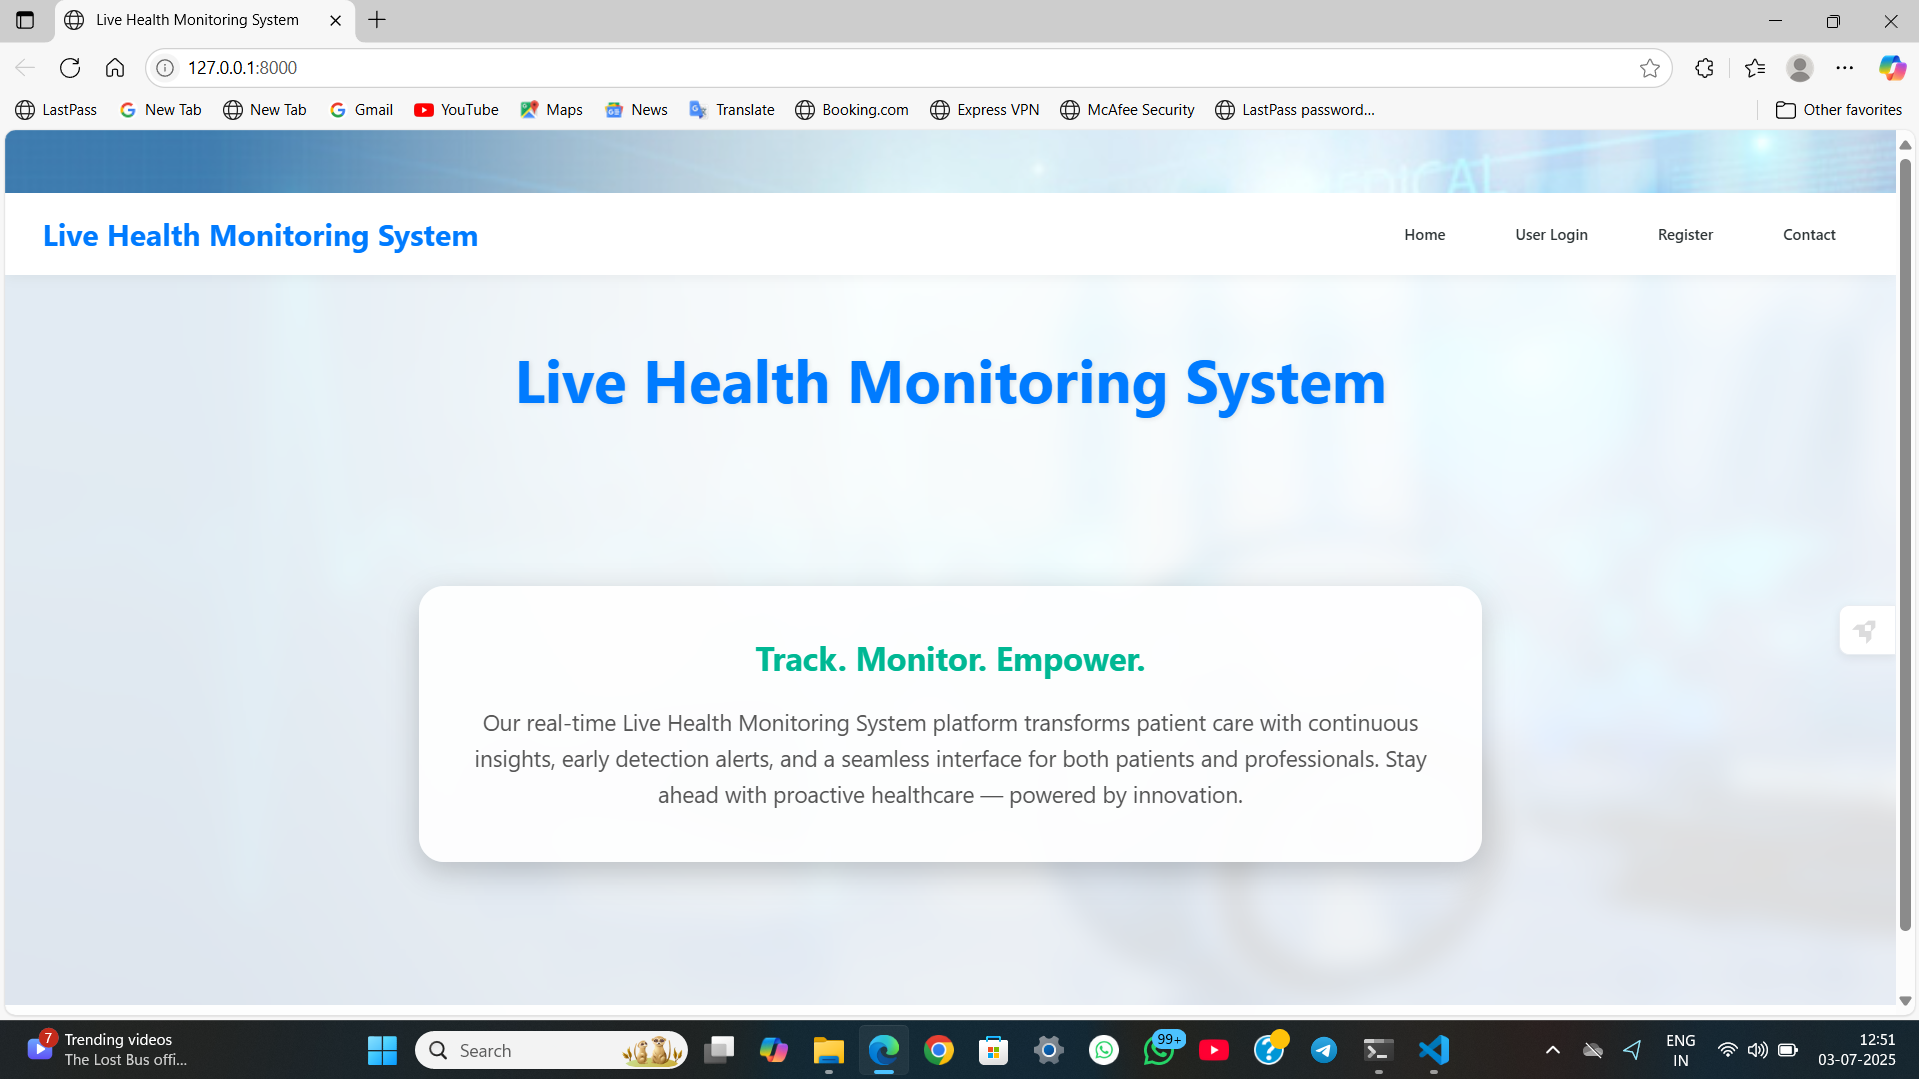 Live Health Monitoring System
127.0.0.1:8000
LastPass
New Tab
New Tab
Gmail
YouTube
Maps
News
Translate
Booking.com
Express VPN
McAfee Security
LastPass password...
Other favorites
MEDICAL
Live Health Monitoring System
Home
User Login
Register
Contact
Live Health Monitoring System
Track. Monitor. Empower.
Our real-time Live Health Monitoring System platform transforms patient care with continuous
insights, early detection alerts, and a seamless interface for both patients and professionals. Stay
ahead with proactive healthcare — powered by innovation.
7
Trending videos
The Lost Bus offi...
Search
99+
ENG
IN
12:51
03-07-2025